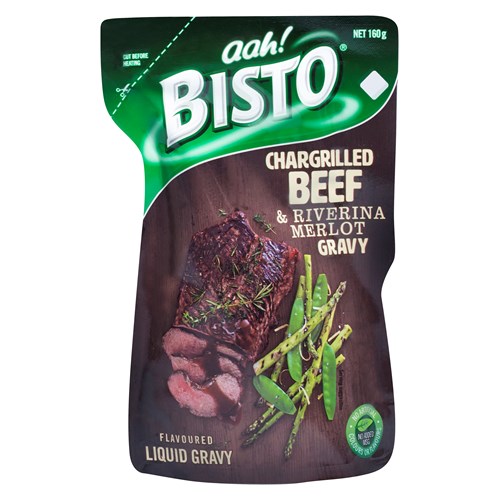 CUT BEFORE
HEATING
NET 160g
aah!
BISTO®
CHARGRILLED
BEEF
& RIVERINA
MERLOT
GRAVY
FLAVOURED
LIQUID GRAVY
NO ADDED
MSG